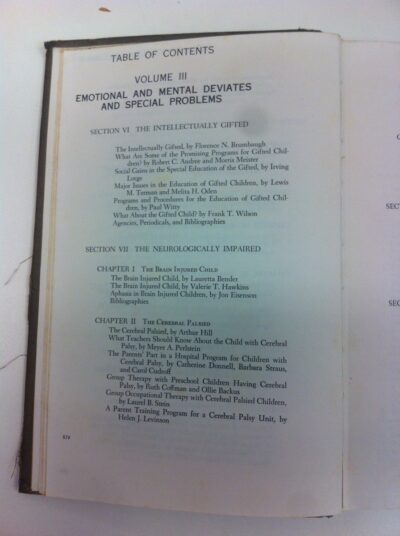 TABLE OF CONTENTS
VOLUME III
EMOTIONAL AND MENTAL DEVIATES
AND SPECIAL PROBLEMS
SECTION VI THE INTELLECTUALLY GIFTED
The Intellectually Gifted, by Florence N. Brumbaugh
What Are Some of the Promising Programs for Gifted Chil-
dren? by Robert C. Andree and Morris Meister
Social Gains in the Special Education of the Gifted, by Irving
Lorge
Major Issues in the Education of Gifted Children, by Lewis
M. Terman and Melita H. Oden
Programs and Procedures for the Education of Gifted Chil-
dren, by Paul Witty
What About the Gifted Child? by Frank T. Wilson
Agencies, Periodicals, and Bibliographies
SECTION VII THE NEUROLOGICALLY IMPAIRED
CHAPTER I THE BRAIN INJURED CHILD
The Brain Injured Child, by Lauretta Bender
The Brain Injured Child, by Valerie T. Hawkins
Aphasia in Brain Injured Children, by Jon Eisenson
Bibliographies
CHAPTER II THE CEREBRAL PALSIED
The Cerebral Palsied, by Arthur Hill
What Teachers Should Know About the Child with Cerebral
Palsy, by Meyer A. Perlstein
The Parents' Part in a Hospital Program for Children with
Cerebral Palsy, by Catherine Donnell, Barbara Straus,
and Carol
Group Therapy with Preschool Children Having Cerebral
Palsy, by Ruth Coffman and Ollie Backus
Group Occupational Therapy with Cerebral Palsied Children,
by Laurel B. Stein
A Parent Training Program for a Cerebral Palsy Unit, by
Helen J. Levinson
xiv
C
CH
SEC
SEC